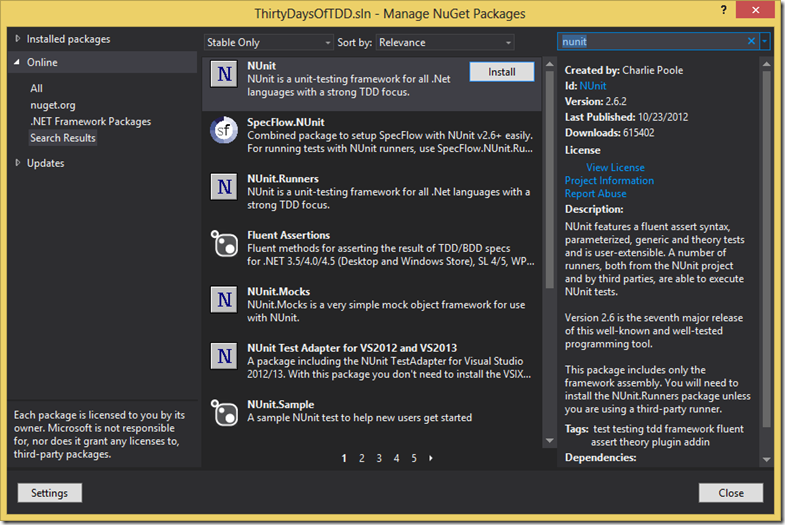 ThirtyDaysOfTDD.sln - Manage NuGet Packages
? ×
Installed packages
Online
All
nuget.org
.NET Framework Packages
Search Results
Updates
Each package is licensed to you by its
owner. Microsoft is not responsible
for, nor does it grant any licenses to,
third-party packages.
Settings
Stable Only
Sort by: Relevance
N
NUnit
NUnit is a unit-testing framework for all .Net
languages with a strong TDD focus.
Install
sf
SpecFlow.NUnit
Combined package to setup SpecFlow with NUnit v2.6+ easily.
For running tests with NUnit runners, use SpecFlow.NUnit.Ru...
N
NUnit.Runners
NUnit is a unit-testing framework for all .Net languages with a
strong TDD focus.
Fluent Assertions
Fluent methods for asserting the result of TDD/BDD specs
for .NET 3.5/4.0/4.5 (Desktop and Windows Store), SL 4/5, WP...
N
NUnit.Mocks
NUnit.Mocks is a very simple mock object framework for use
with NUnit.
N
NUnit Test Adapter for VS2012 and VS2013
A package including the NUnit TestAdapter for Visual Studio
2012/13. With this package you don't need to install the VSIX...
NUnit.Sample
A sample NUnit test to help new users get started
1 2 3 4 5
nunit ×
Created by: Charlie Poole
Id: NUnit
Version: 2.6.2
Last Published: 10/23/2012
Downloads: 615402
License
View License
Project Information
Report Abuse
Description:
NUnit features a fluent assert syntax,
parameterized, generic and theory tests
and is user-extensible. A number of
runners, both from the NUnit project
and by third parties, are able to execute
NUnit tests.
Version 2.6 is the seventh major release
of this well-known and well-tested
programming tool.
This package includes only the
framework assembly. You will need to
install the NUnit.Runners package unless
you are using a third-party runner.
Tags: test testing tdd framework fluent
assert theory plugin addin
Dependencies:
Close